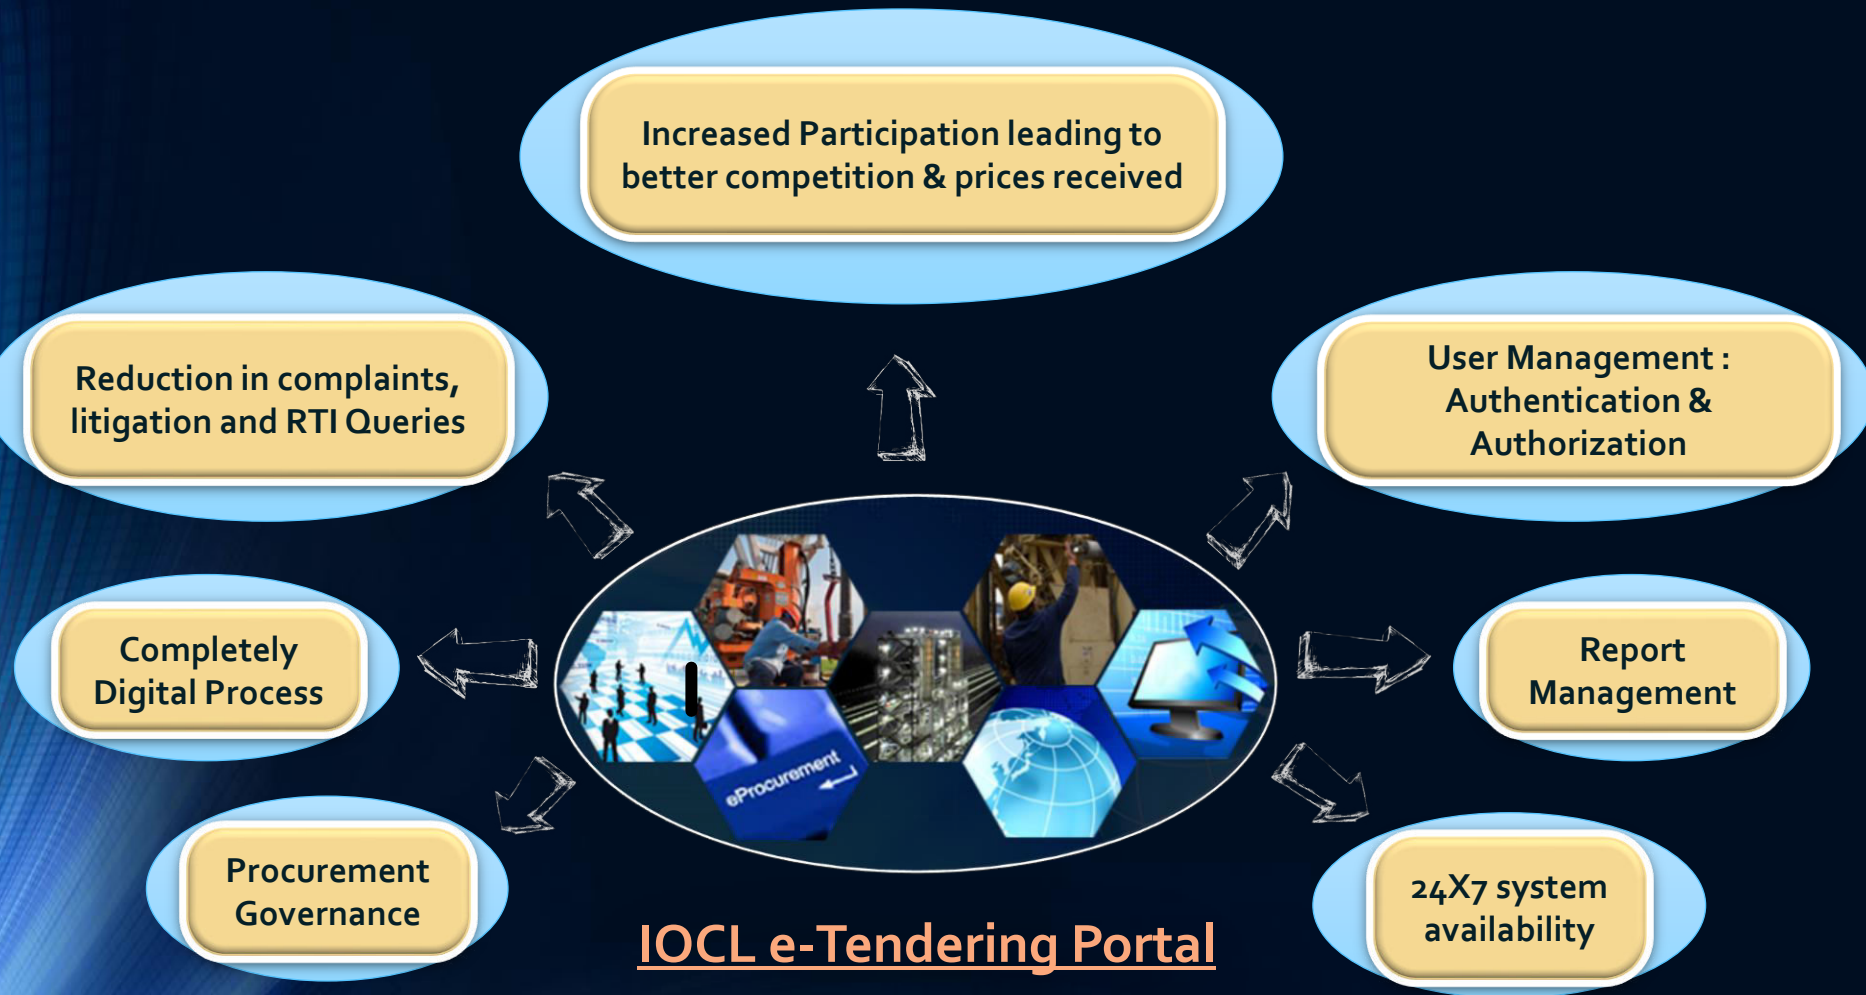 Increased Participation leading to
better competition & prices received
Reduction in complaints,
litigation and RTI Queries
User Management :
Authentication &
Authorization
Completely
Digital Process
Report
Management
eProcurement
Procurement
Governance
24X7 system
availability
IOCL e-Tendering Portal